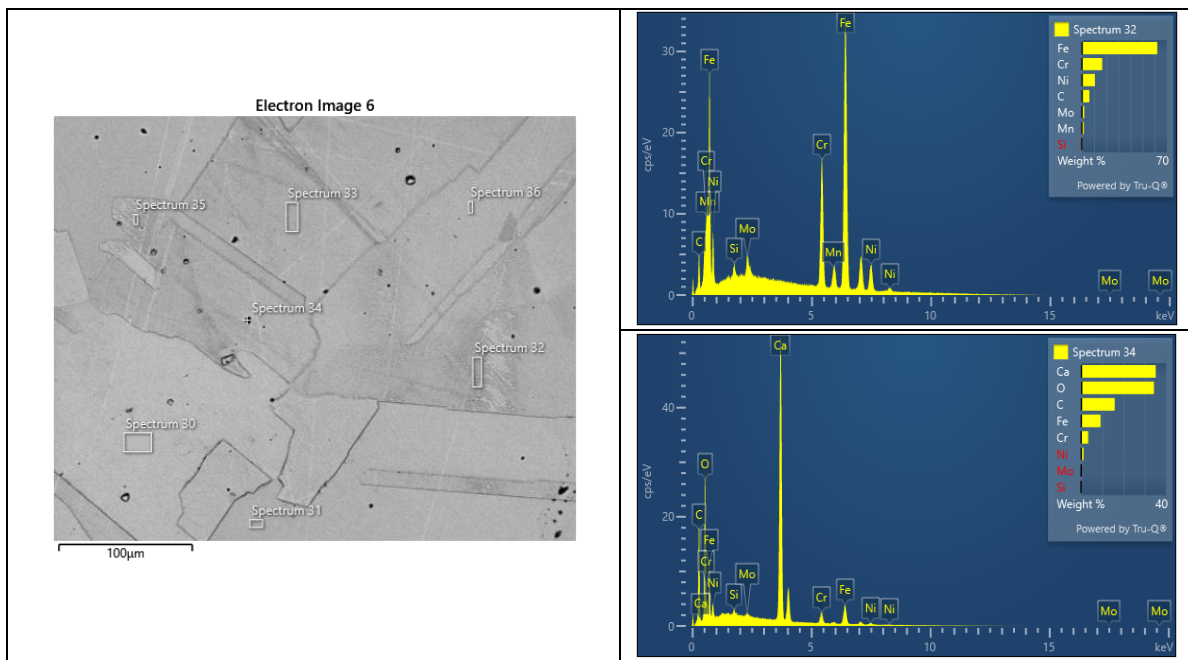 Electron Image 6
Spectrum 33
Spectrum 36
Spectrum 35
Spectrum 34
Spectrum 32
Spectrum 30
Spectrum 31
100µm
Fe
Spectrum 32
Fe
Cr
Ni
C
Mo
Mn
Si
Weight % 70
Powered by Tru-Q®
30
Fe
20
cps/eV
Cr
Cr
Ni
Mn
10
C
Si
Mo
Mn
Ni
Ni
Mo
Mo
0
0
5
10
15
keV
Ca
Spectrum 34
Ca
O
C
Fe
Cr
Ni
Mo
Si
Weight % 40
Powered by Tru-Q®
40
O
cps/eV
C
20
Fe
Cr
Ca
Ni
Si
Mo
Cr
Fe
Ni
Ni
Mo
Mo
0
0
5
10
15
keV